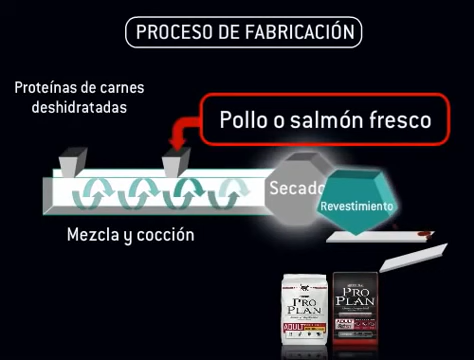 PROCESO DE FABRICACIÓN
Proteínas de carnes
deshidratadas
Pollo o salmón fresco
Secado
Revestimiento
Mezcla y cocción
PRO
PLAN
ADULT
PRO
PLAN
ADULT